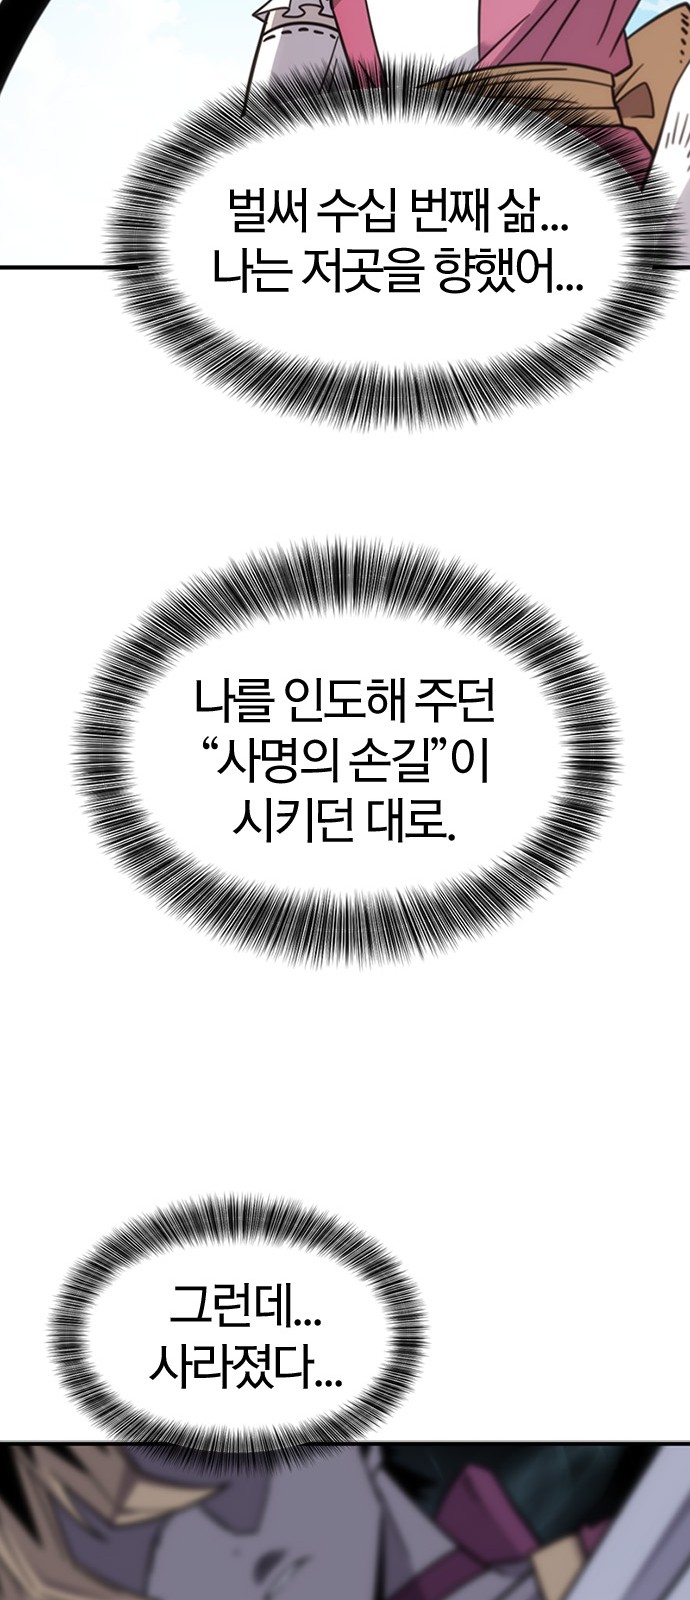 벌써 수십 번째 삶...
나는 저곳을 향했어...
나를 인도해 주던
“사명의 손길”이
시키던 대로.
그런데...
사라졌다...